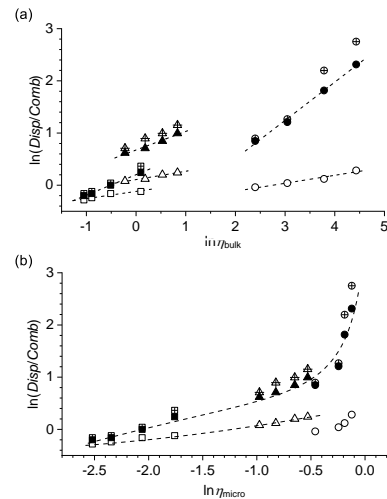 (a)
ln(Disp/Comb)
3
2
1
0
-1 0 1 2 3 4 5
lnηbulk
(b)
ln(Disp/Comb)
3
2
1
0
-2.5 -2.0 -1.5 -1.0 -0.5 0.0
lnηmicro